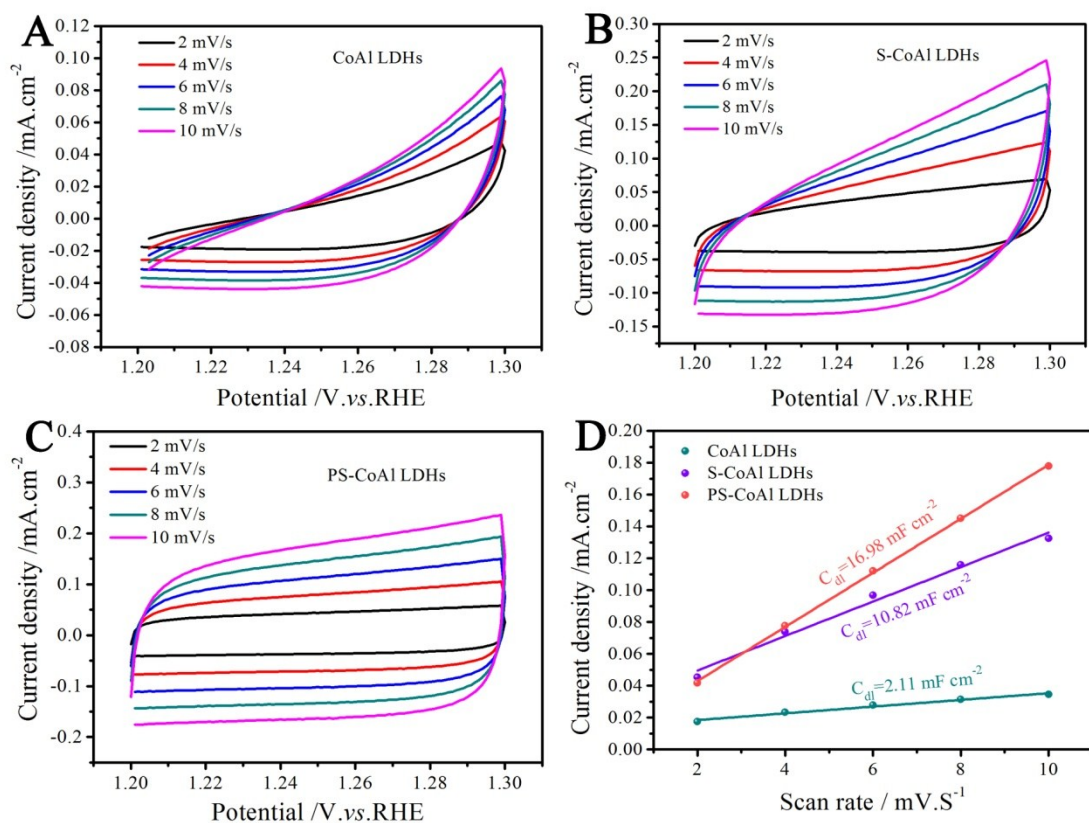 A
CoAl LDHs
2 mV/s
4 mV/s
6 mV/s
8 mV/s
10 mV/s
Current density /mA.cm-2
0.12
0.10
0.08
0.06
0.04
0.02
0.00
-0.02
-0.04
-0.06
-0.08
1.20 1.22 1.24 1.26 1.28 1.30
Potential /V.vs.RHE
B
S-CoAl LDHs
2 mV/s
4 mV/s
6 mV/s
8 mV/s
10 mV/s
Current density /mA.cm-2
0.30
0.25
0.20
0.15
0.10
0.05
0.00
-0.05
-0.10
-0.15
1.20 1.22 1.24 1.26 1.28 1.30
Potential /V.vs.RHE
C
PS-CoAl LDHs
2 mV/s
4 mV/s
6 mV/s
8 mV/s
10 mV/s
Current density /mA.cm-2
0.4
0.3
0.2
0.1
0.0
-0.1
-0.2
1.20 1.22 1.24 1.26 1.28 1.30
Potential /V.vs.RHE
D
CoAl LDHs
S-CoAl LDHs
PS-CoAl LDHs
Cdl=16.98 mF cm-2
Cdl=10.82 mF cm-2
Cdl=2.11 mF cm-2
Current density /mA.cm-2
0.20
0.18
0.16
0.14
0.12
0.10
0.08
0.06
0.04
0.02
0.00
2 4 6 8 10
Scan rate / mV.S-1